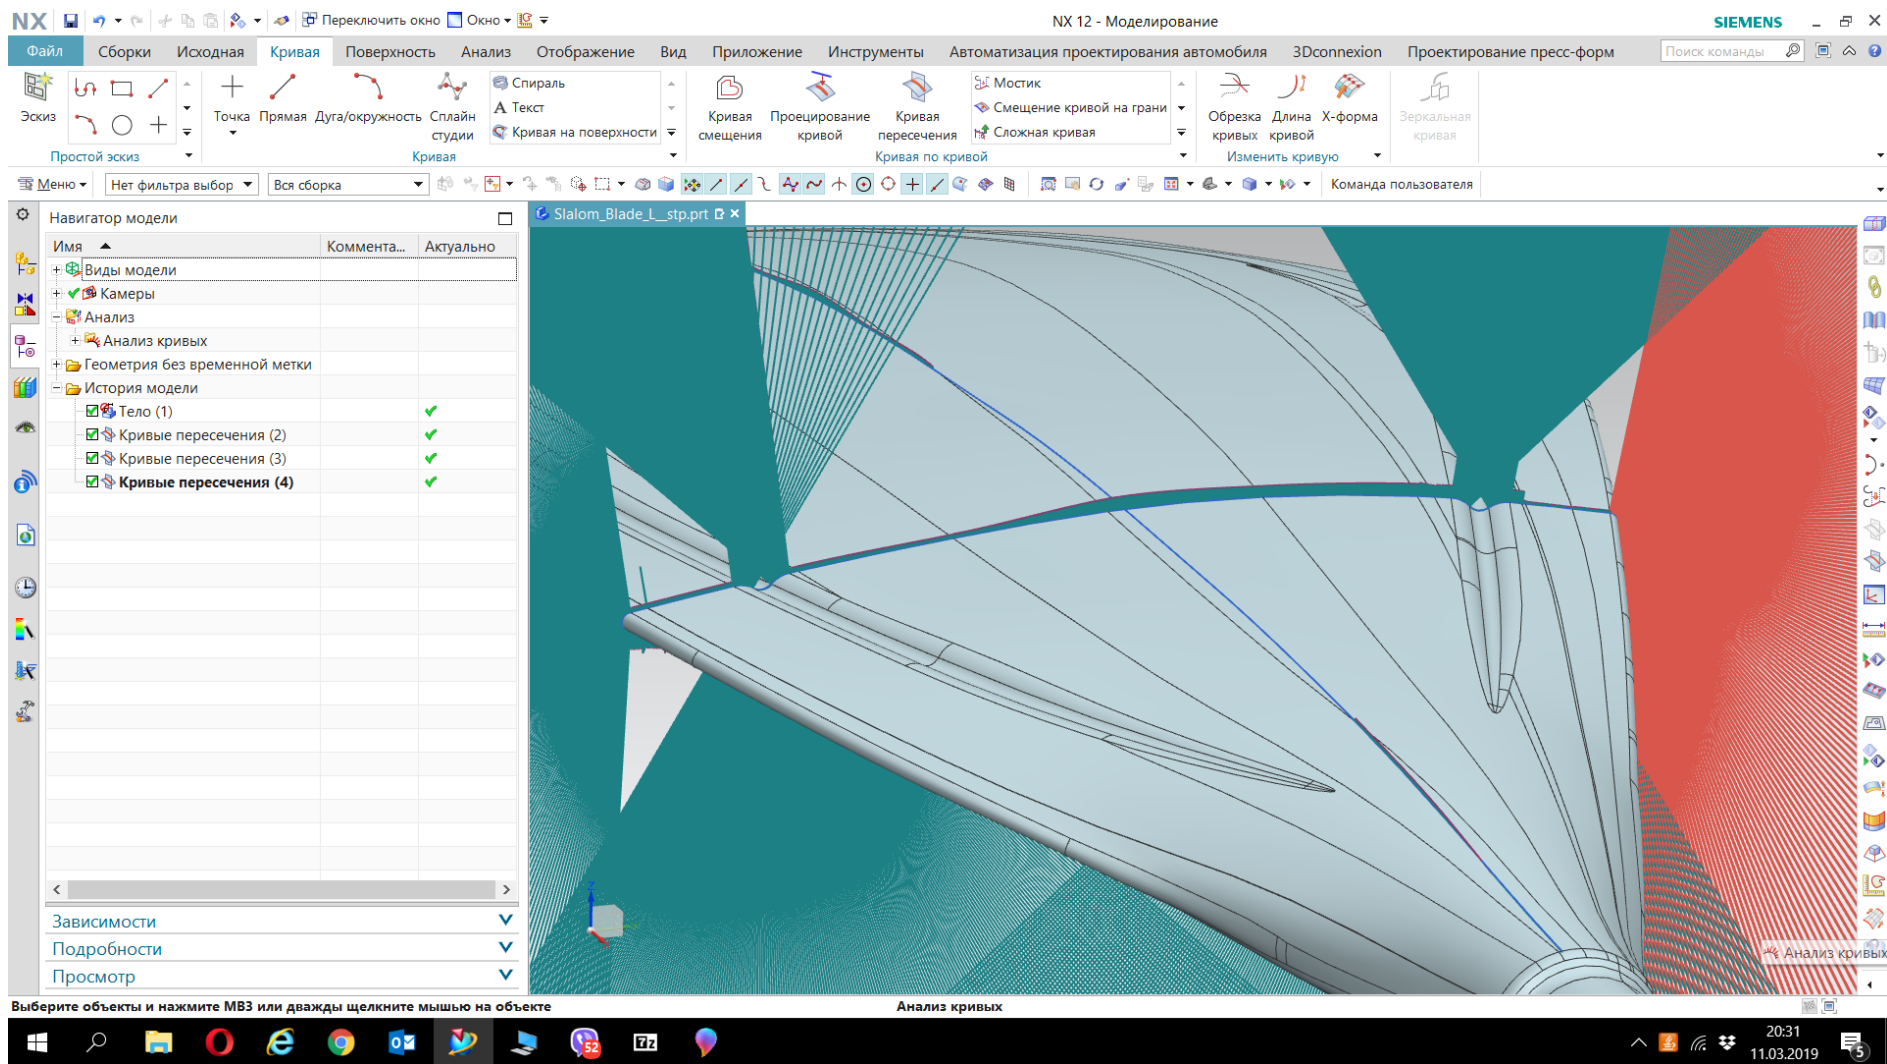 NX
Переключить окно
Окно
NX 12 - Моделирование
SIEMENS
Файл
Сборки
Исходная
Кривая
Поверхность
Анализ
Отображение
Вид
Приложение
Инструменты
Автоматизация проектирования автомобиля
3Dconnexion
Проектирование пресс-форм
Поиск команды
Эскиз
Простой эскиз
Точка
Прямая
Дуга/окружность
Сплайн
студии
Спираль
A Текст
Кривая на поверхности
Кривая
Кривая
смещения
Проецирование
кривой
Кривая
пересечения
Мостик
Смещение кривой на грани
Сложная кривая
Кривая по кривой
Обрезка
кривых
Длина
кривой
X-форма
Изменить кривую
Зеркальная
кривая
Меню
Нет фильтра выбор
Вся сборка
Команда пользователя
Навигатор модели
Slalom_Blade_L__stp.prt
Имя
Коммента...
Актуально
Виды модели
Камеры
Анализ
Анализ кривых
Геометрия без временной метки
История модели
Тело (1)
Кривые пересечения (2)
Кривые пересечения (3)
Кривые пересечения (4)
Z
Зависимости
Подробности
Просмотр
Анализ кривых
Выберите объекты и нажмите MB3 или дважды щелкните мышью на объекте
Анализ кривых
52
7z
20:31
11.03.2019
5